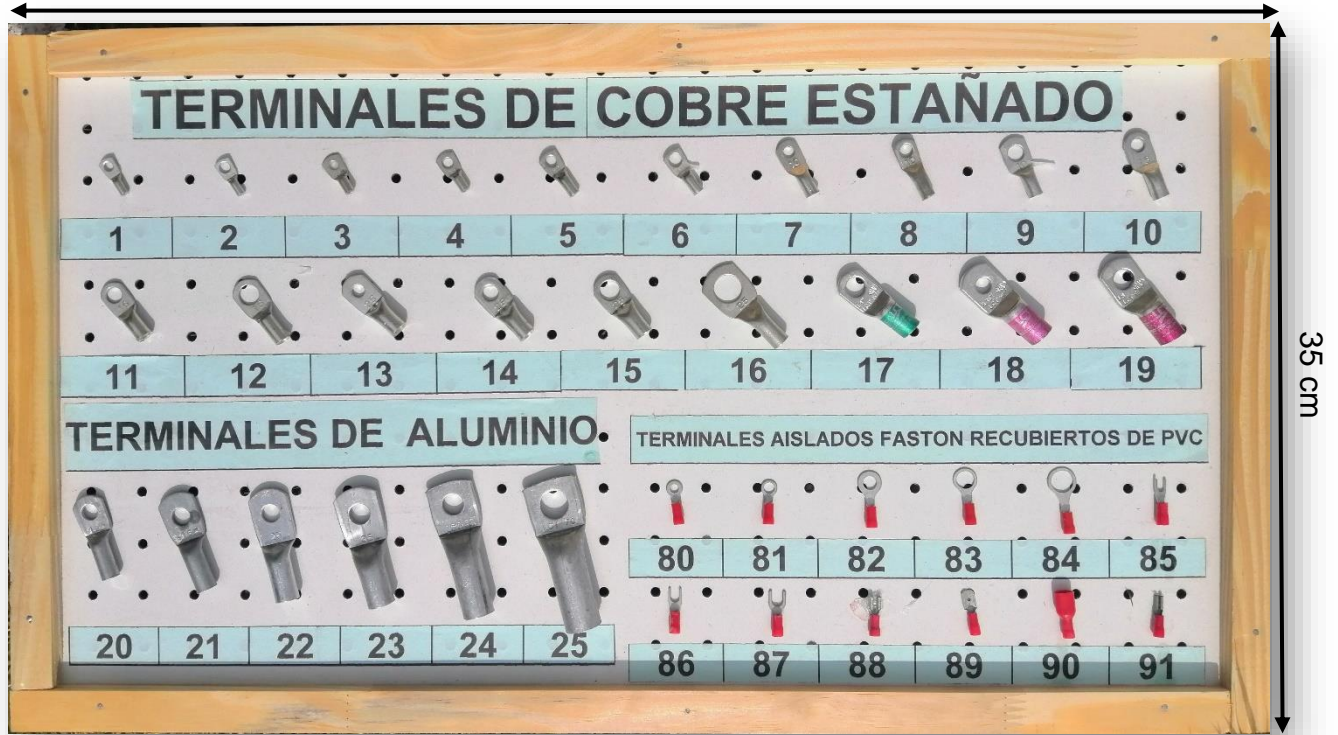 TERMINALES DE COBRE ESTAÑADO
1 2 3 4 5 6 7 8 9 10
11 12 13 14 15 16 17 18 19
TERMINALES DE ALUMINIO
20 21 22 23 24 25
TERMINALES AISLADOS FASTON RECUBIERTOS DE PVC
80 81 82 83 84 85
86 87 88 89 90 91
35 cm